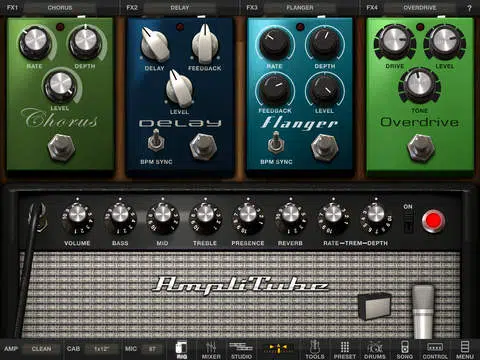 FX1 CHORUS FX2 DELAY FX3 FLANGER FX4 OVERDRIVE ?
RATE DEPTH
LEVEL
Chorus
DELAY FEEDBACK
LEVEL
DELAY
BPM SYNC
RATE DEPTH
FEEDBACK LEVEL
Flanger
BPM SYNC
DRIVE LEVEL
TONE
Overdrive
VOLUME BASS MID TREBLE PRESENCE REVERB RATE–TREM–DEPTH
ON
AmpliTube
AMP CLEAN CAB 1x12" MIC 57 RIG MIXER STUDIO TOOLS PRESET DRUMS SONG CONTROL MENU